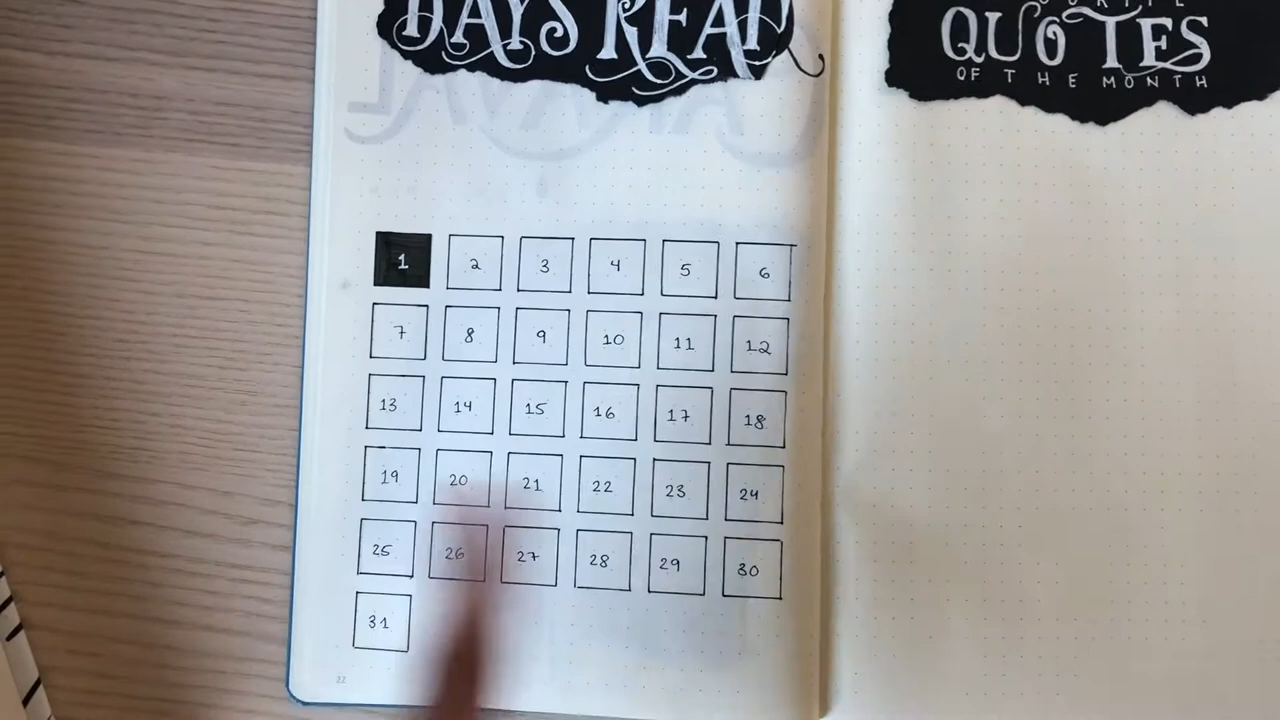 DAYS READ
QUOTES
OF THE MONTH
1 2 3 4 5 6
7 8 9 10 11 12
13 14 15 16 17 18
19 20 21 22 23 24
25 26 27 28 29 30
31
22